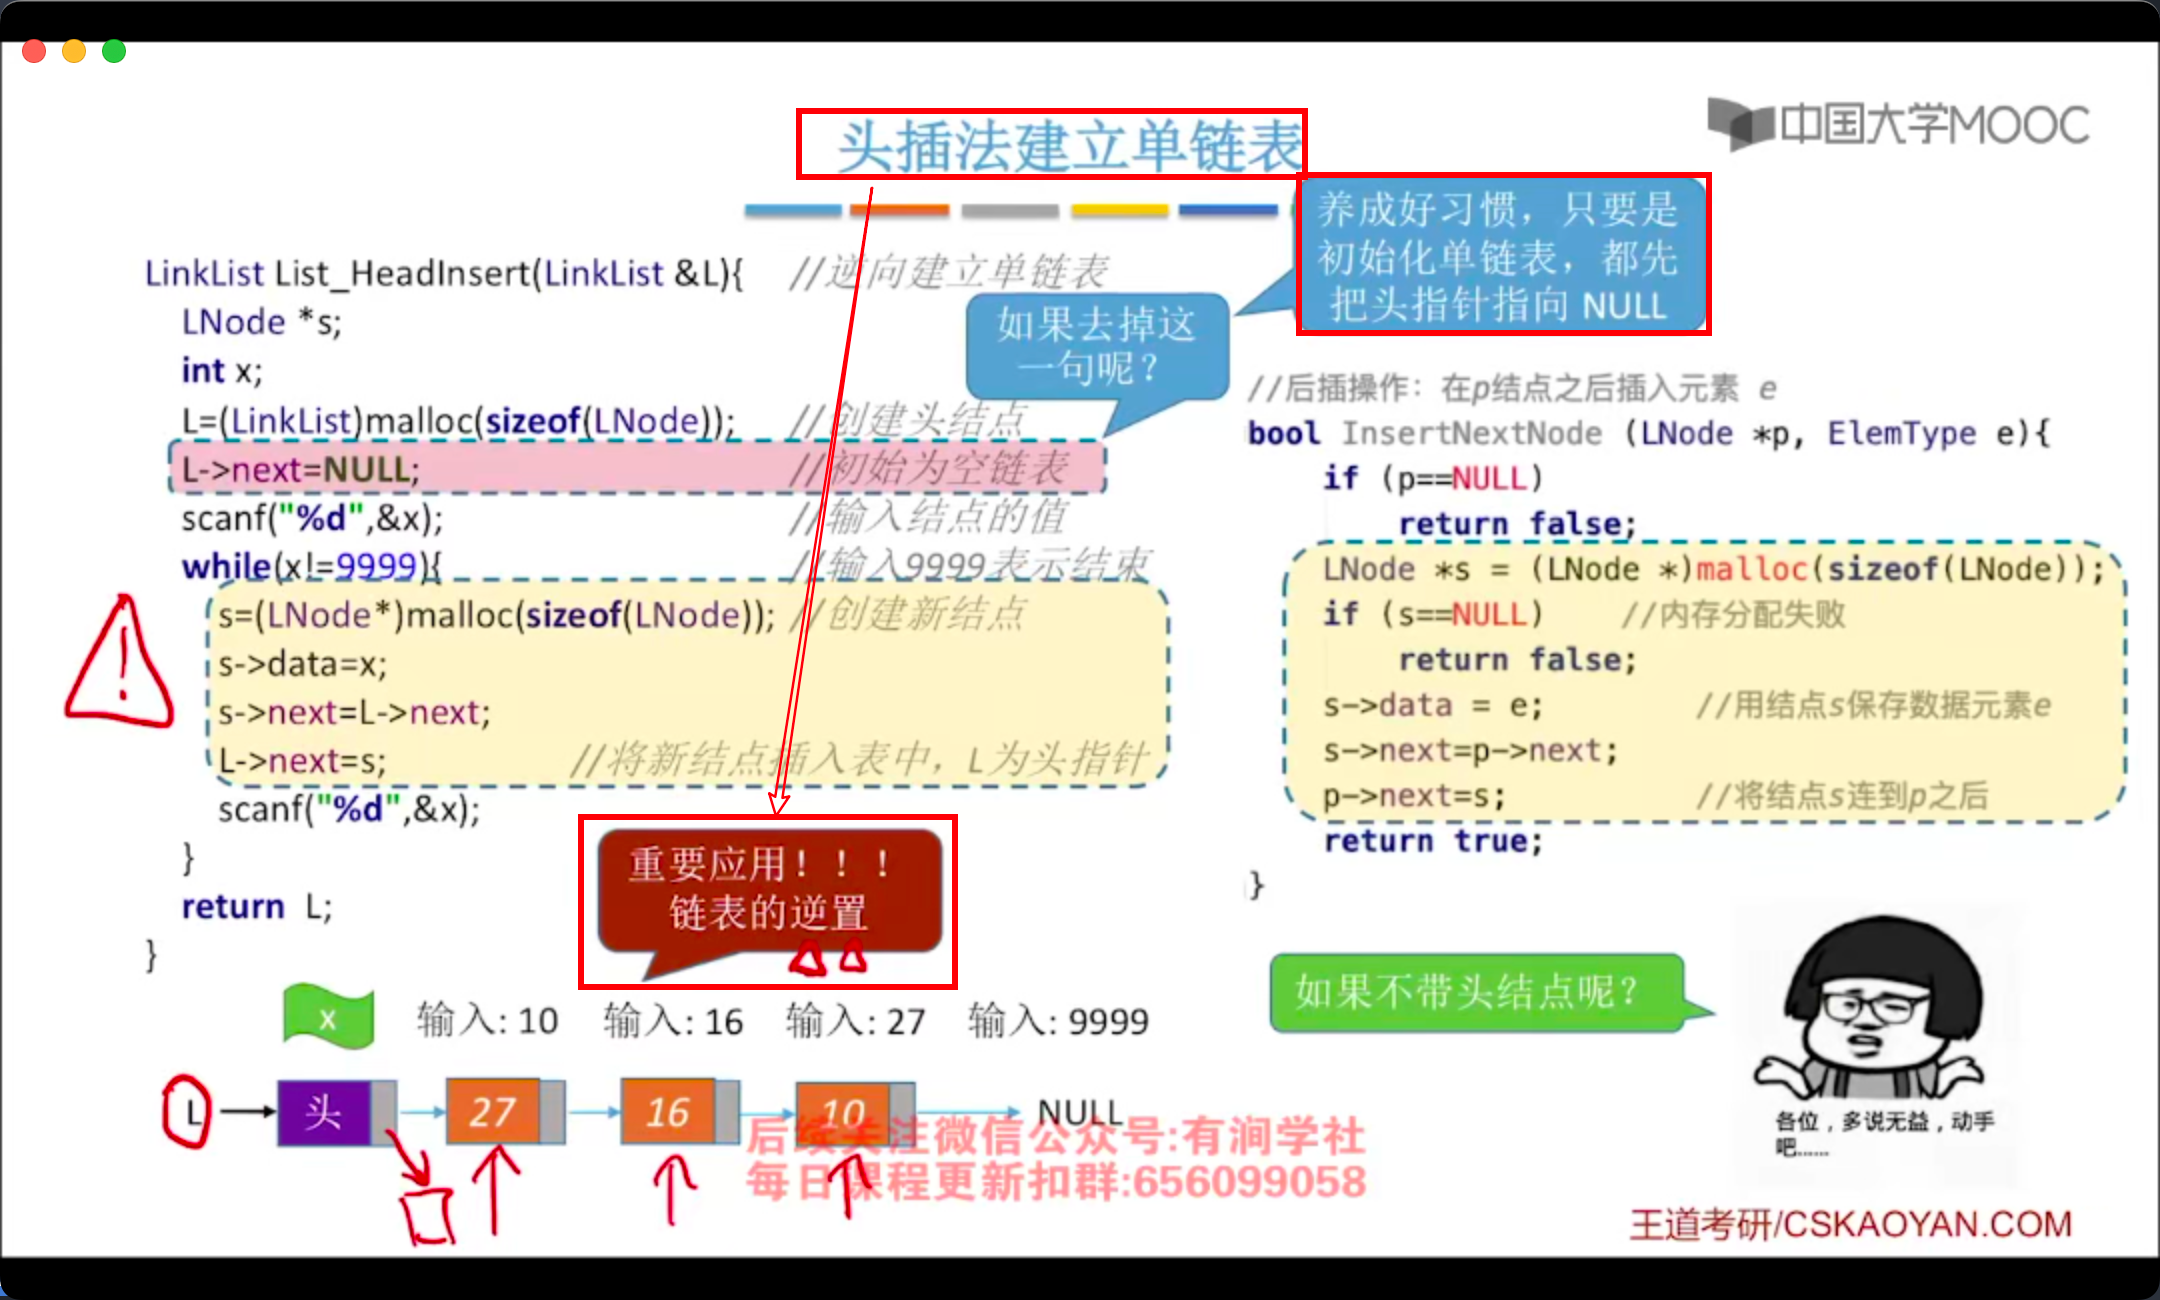 中国大学MOOC
头插法建立单链表
养成好习惯，只要是
初始化单链表，都先
把头指针指向 NULL
如果去掉这
一句呢？
LinkList List_HeadInsert(LinkList &L){ //逆向建立单链表
LNode *s;
int x;
L=(LinkList)malloc(sizeof(LNode)); //创建头结点
L->next=NULL; //初始为空链表
scanf("%d",&x); //输入结点的值
while(x!=9999){ //输入9999表示结束
s=(LNode*)malloc(sizeof(LNode)); //创建新结点
s->data=x;
s->next=L->next;
L->next=s; //将新结点插入表中，L为头指针
scanf("%d",&x);
}
return L;
}
//后插操作：在p结点之后插入元素 e
bool InsertNextNode (LNode *p, ElemType e){
if (p==NULL)
return false;
LNode *s = (LNode *)malloc(sizeof(LNode));
if (s==NULL) //内存分配失败
return false;
s->data = e; //用结点s保存数据元素e
s->next=p->next;
p->next=s; //将结点s连到p之后
return true;
}
重要应用！！！
链表的逆置
x 输入: 10 输入: 16 输入: 27 输入: 9999
L 头 27 16 10 NULL
后续关注微信公众号:有涧学社
每日课程更新扣群:656099058
如果不带头结点呢？
各位，多说无益，动手
吧……
王道考研/CSKAOYAN.COM